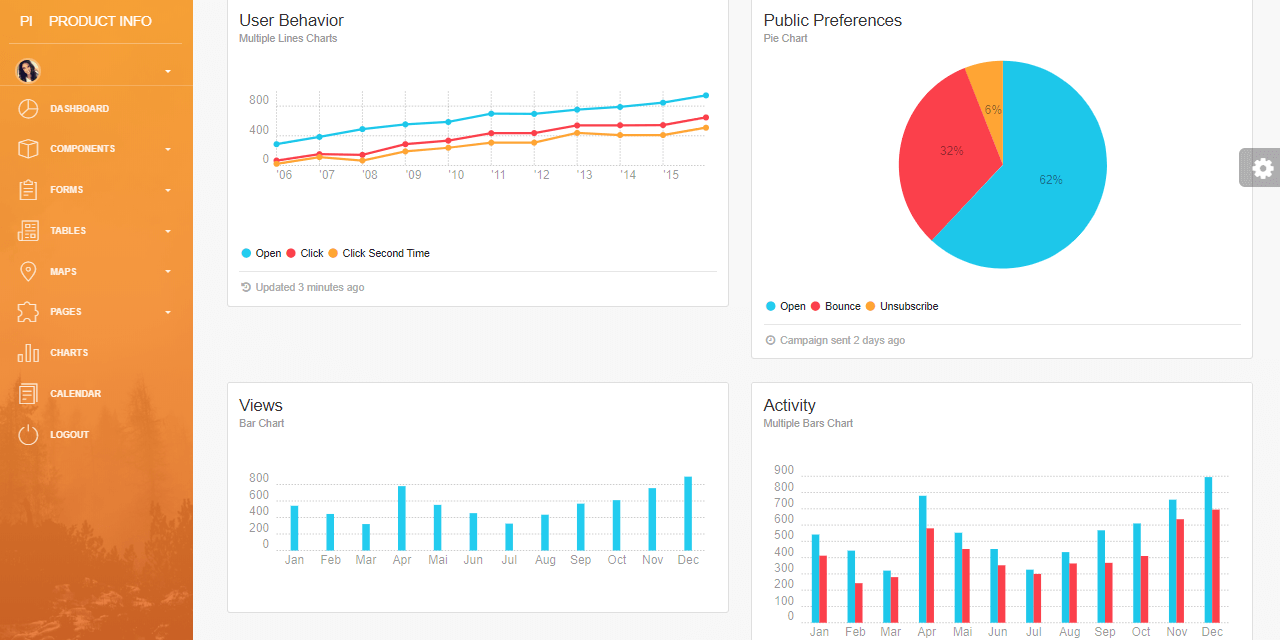 PI PRODUCT INFO
DASHBOARD
COMPONENTS
FORMS
TABLES
MAPS
PAGES
CHARTS
CALENDAR
LOGOUT
User Behavior
Multiple Lines Charts
800
400
0
'06 '07 '08 '09 '10 '11 '12 '13 '14 '15
Open Click Click Second Time
Updated 3 minutes ago
Public Preferences
Pie Chart
6%
32%
62%
Open Bounce Unsubscribe
Campaign sent 2 days ago
Views
Bar Chart
800
600
400
200
0
Jan Feb Mar Apr Mai Jun Jul Aug Sep Oct Nov Dec
Activity
Multiple Bars Chart
900
800
700
600
500
400
300
200
100
0
Jan Feb Mar Apr Mai Jun Jul Aug Sep Oct Nov Dec